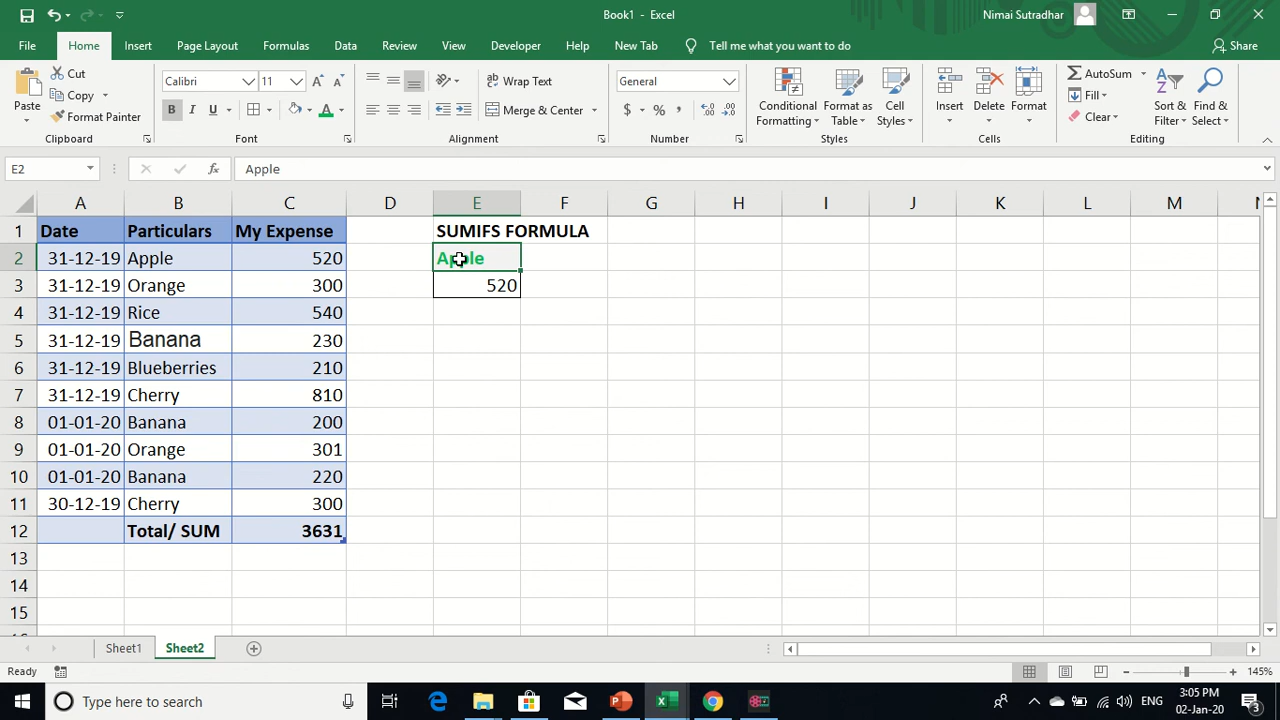 Book1 - Excel
Nimai Sutradhar
File Home Insert Page Layout Formulas Data Review View Developer Help New Tab Tell me what you want to do Share
Paste
Cut
Copy
Format Painter
Clipboard
Calibri 11
B I U
Font
Wrap Text
Merge & Center
Alignment
General
$ % ,
Number
Conditional Formatting
Format as Table
Cell Styles
Styles
Insert Delete Format
Cells
AutoSum
Fill
Clear
Sort & Filter
Find & Select
Editing
E2 fx Apple
A B C D E F G H I J K L M N
1 Date Particulars My Expense SUMIFS FORMULA
2 31-12-19 Apple 520 Apple
3 31-12-19 Orange 300 520
4 31-12-19 Rice 540
5 31-12-19 Banana 230
6 31-12-19 Blueberries 210
7 31-12-19 Cherry 810
8 01-01-20 Banana 200
9 01-01-20 Orange 301
10 01-01-20 Banana 220
11 30-12-19 Cherry 300
12 Total/ SUM 3631
13
14
15
Sheet1 Sheet2
Ready 145%
Type here to search ENG 3:05 PM
02-Jan-20 3